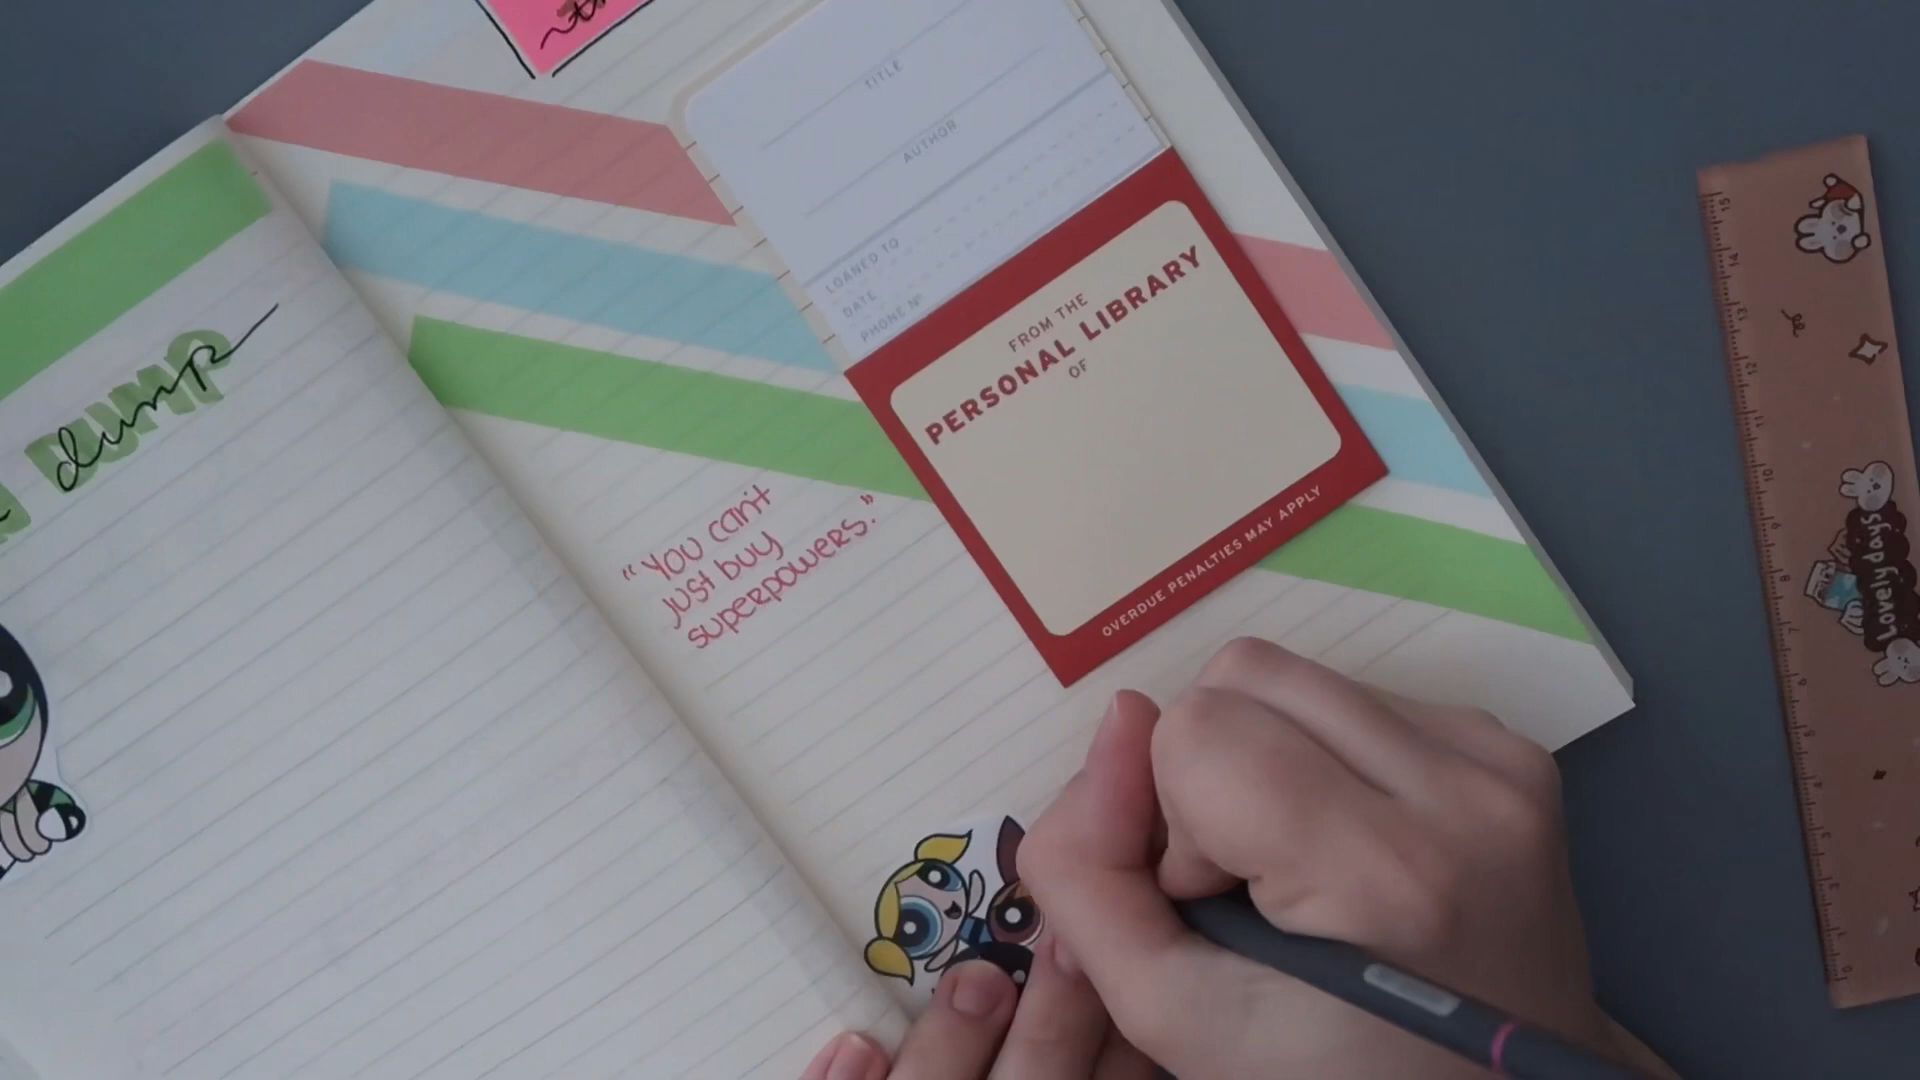 DUMP
dump
TITLE
AUTHOR
LOANED TO
DATE
PHONE Nº
FROM THE
PERSONAL LIBRARY
OF
OVERDUE PENALTIES MAY APPLY
"You can't
just buy
superpowers."
Lovely days